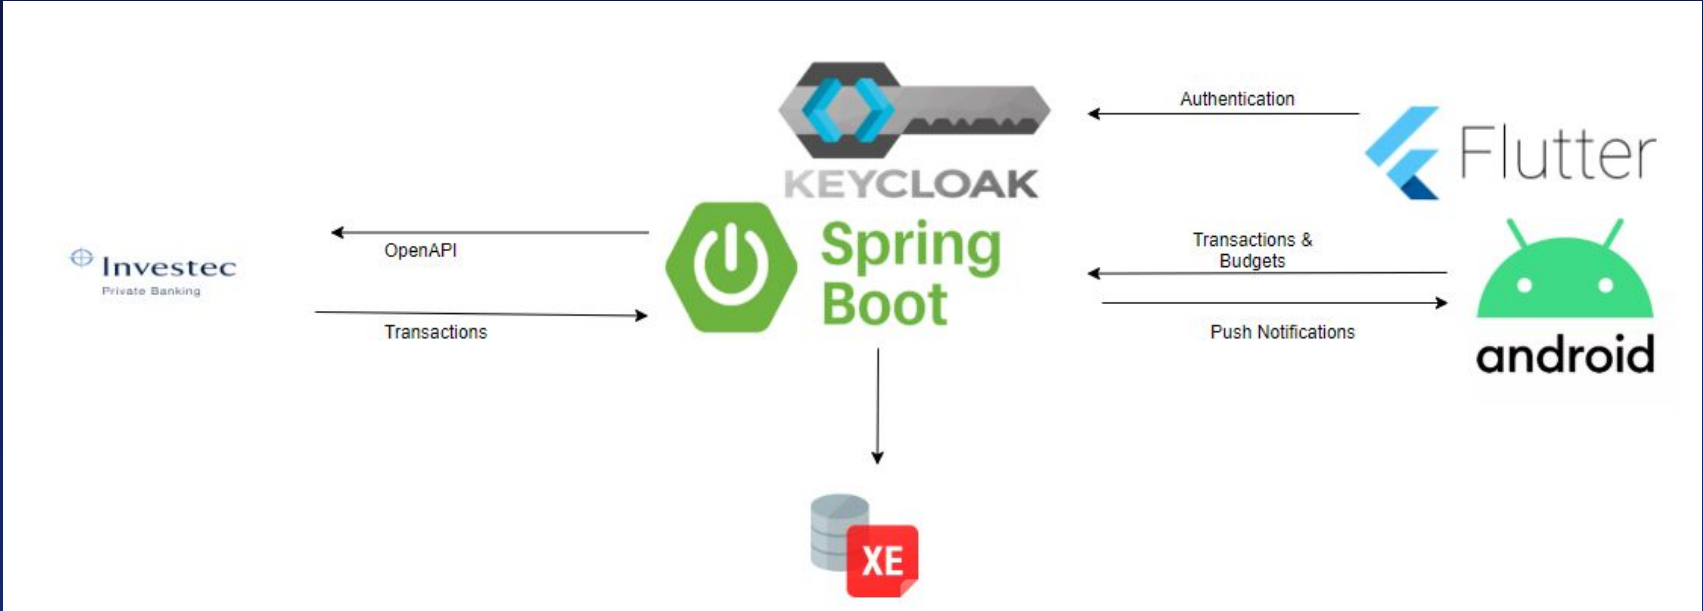 Authentication
Flutter
KEYCLOAK
OpenAPI
Spring
Boot
Transactions &
Budgets
Investec
Private Banking
Transactions
Push Notifications
android
XE